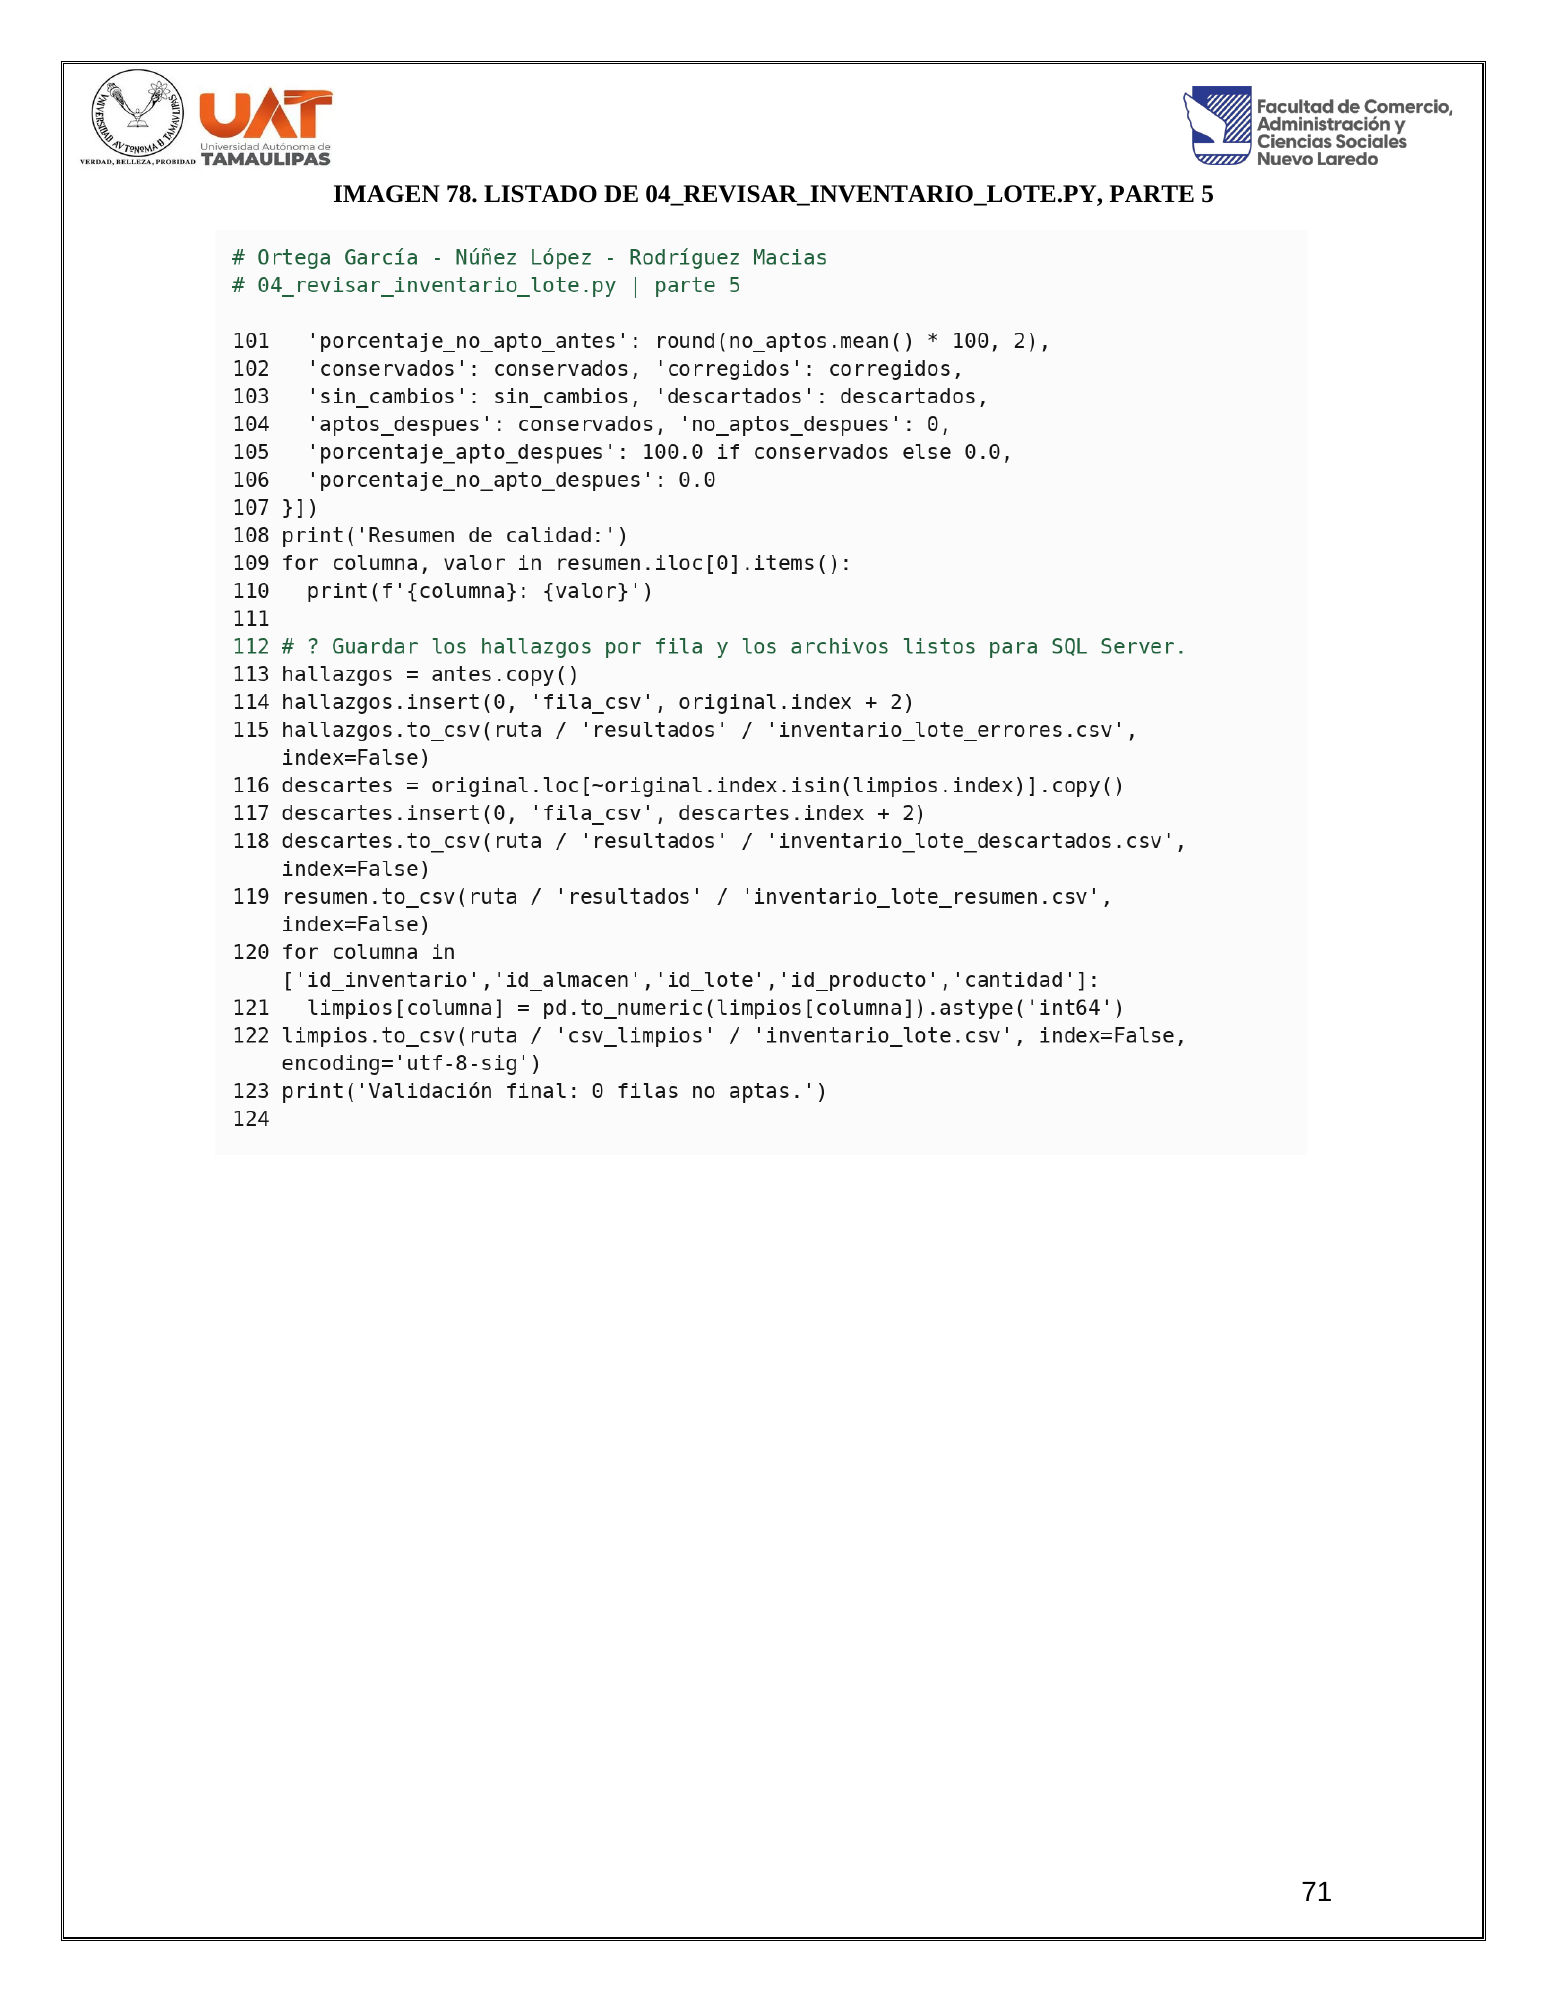 UNIVERSIDAD AVTONOMA D TAMAVLIPAS
VERDAD, BELLEZA, PROBIDAD
UAT
Universidad Autónoma de
TAMAULIPAS
Facultad de Comercio,
Administración y
Ciencias Sociales
Nuevo Laredo
IMAGEN 78. LISTADO DE 04_REVISAR_INVENTARIO_LOTE.PY, PARTE 5
# Ortega García - Núñez López - Rodríguez Macias
# 04_revisar_inventario_lote.py | parte 5
101   'porcentaje_no_apto_antes': round(no_aptos.mean() * 100, 2),
102   'conservados': conservados, 'corregidos': corregidos,
103   'sin_cambios': sin_cambios, 'descartados': descartados,
104   'aptos_despues': conservados, 'no_aptos_despues': 0,
105   'porcentaje_apto_despues': 100.0 if conservados else 0.0,
106   'porcentaje_no_apto_despues': 0.0
107 }])
108 print('Resumen de calidad:')
109 for columna, valor in resumen.iloc[0].items():
110   print(f'{columna}: {valor}')
111
112 # ? Guardar los hallazgos por fila y los archivos listos para SQL Server.
113 hallazgos = antes.copy()
114 hallazgos.insert(0, 'fila_csv', original.index + 2)
115 hallazgos.to_csv(ruta / 'resultados' / 'inventario_lote_errores.csv',
    index=False)
116 descartes = original.loc[~original.index.isin(limpios.index)].copy()
117 descartes.insert(0, 'fila_csv', descartes.index + 2)
118 descartes.to_csv(ruta / 'resultados' / 'inventario_lote_descartados.csv',
    index=False)
119 resumen.to_csv(ruta / 'resultados' / 'inventario_lote_resumen.csv',
    index=False)
120 for columna in
    ['id_inventario','id_almacen','id_lote','id_producto','cantidad']:
121   limpios[columna] = pd.to_numeric(limpios[columna]).astype('int64')
122 limpios.to_csv(ruta / 'csv_limpios' / 'inventario_lote.csv', index=False,
    encoding='utf-8-sig')
123 print('Validación final: 0 filas no aptas.')
124
71